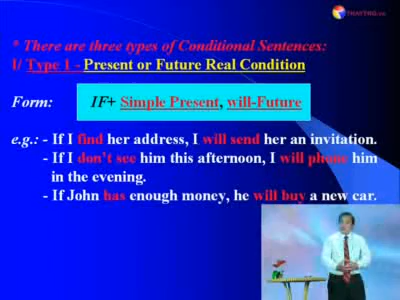 THAYTRO.vn
* There are three types of Conditional Sentences:
I/ Type 1 - Present or Future Real Condition
Form: IF+ Simple Present, will-Future
e.g.: - If I find her address, I will send her an invitation.
- If I don't see him this afternoon, I will phone him
in the evening.
- If John has enough money, he will buy a new car.